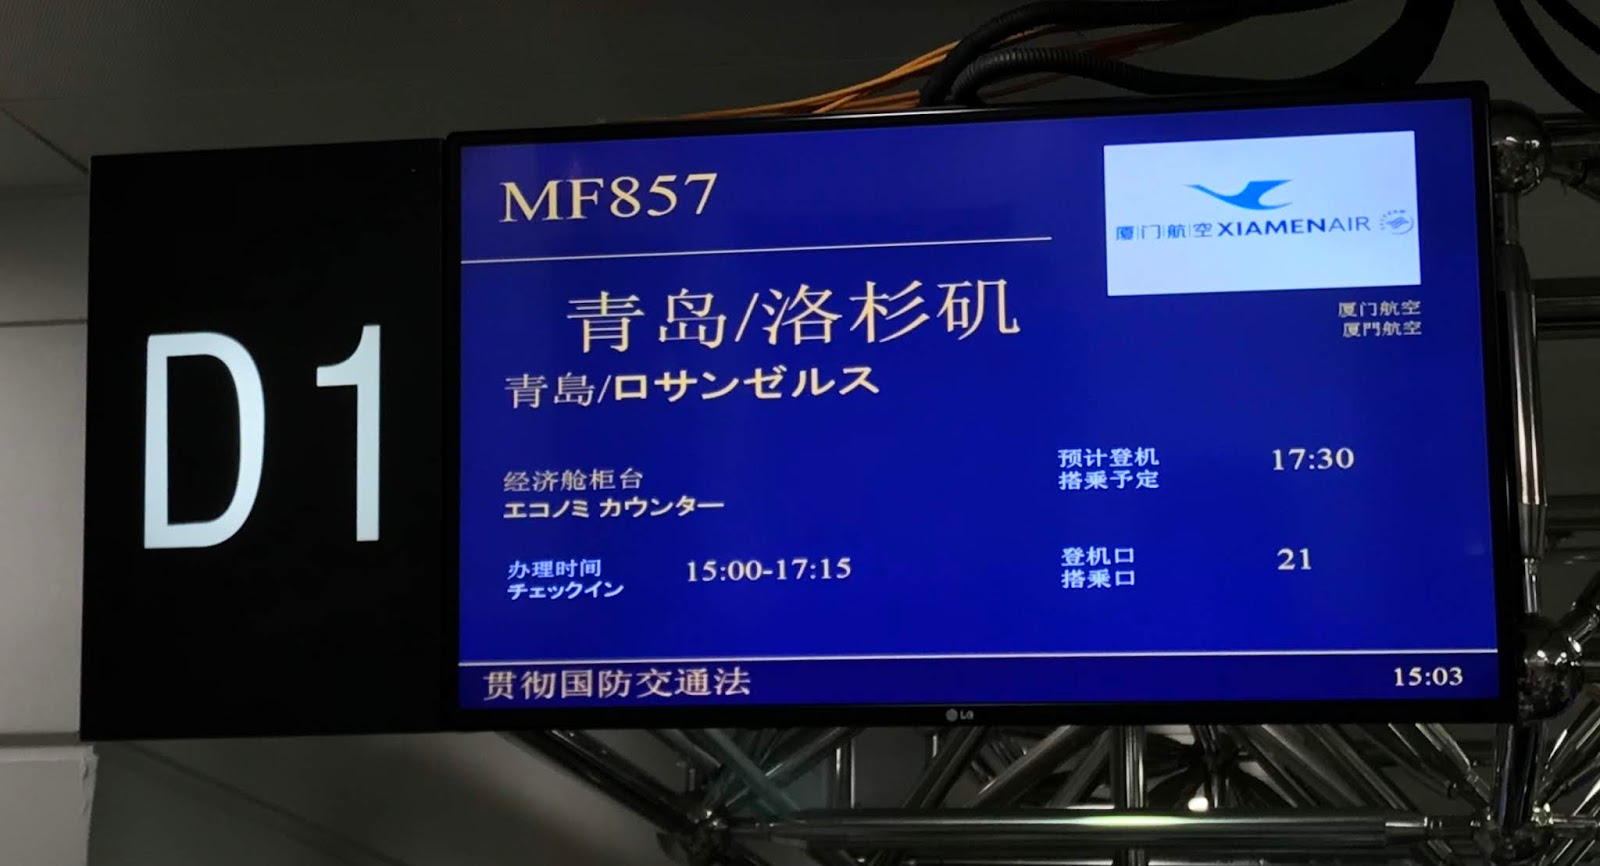 D1
MF857
厦门航空 XIAMENAIR
青岛/洛杉矶
厦门航空
厦門航空
青島/ロサンゼルス
经济舱柜台
エコノミ カウンター
预计登机 17:30
搭乗予定
办理时间 15:00-17:15
チェックイン
登机口 21
搭乗口
贯彻国防交通法 15:03
LG